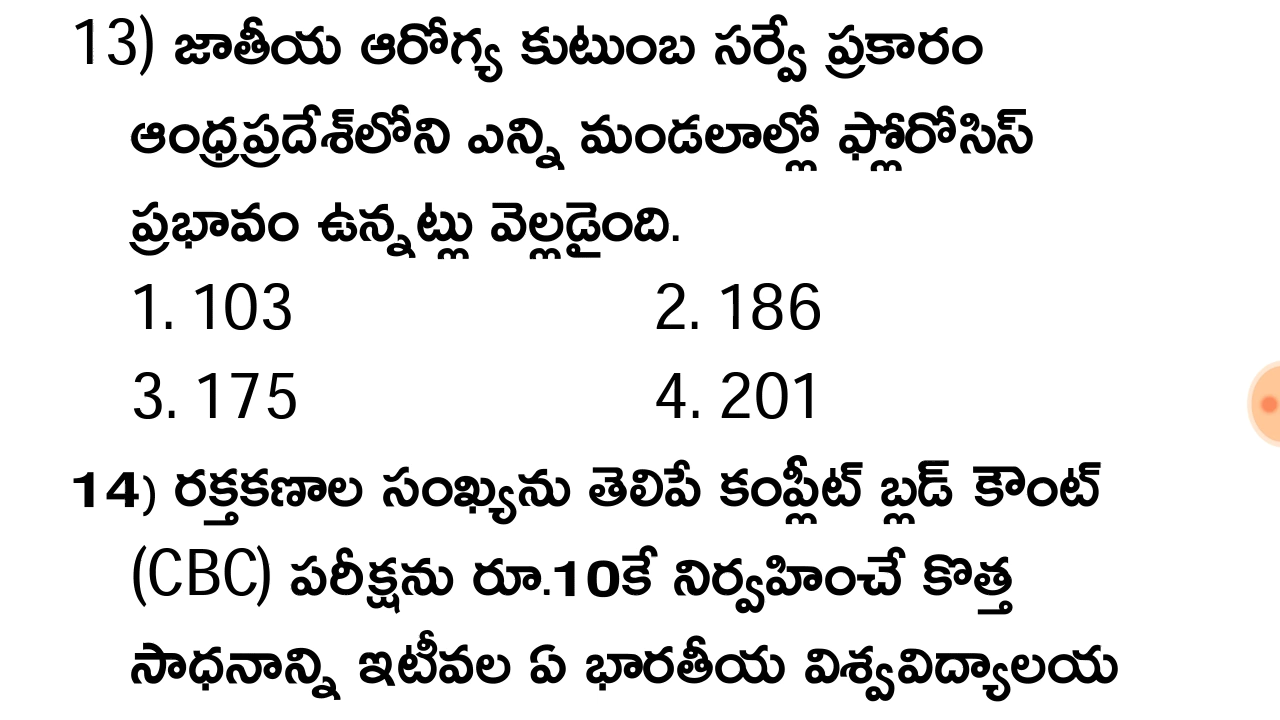 13) జాతీయ ఆరోగ్య కుటుంబ సర్వే ప్రకారం
ఆంధ్రప్రదేశ్‌లోని ఎన్ని మండలాల్లో ఫ్లోరోసిస్
ప్రభావం ఉన్నట్లు వెల్లడైంది.
1. 103 2. 186
3. 175 4. 201
14) రక్తకణాల సంఖ్యను తెలిపే కంప్లీట్ బ్లడ్ కౌంట్
(CBC) పరీక్షను రూ.10కే నిర్వహించే కొత్త
సాధనాన్ని ఇటీవల ఏ భారతీయ విశ్వవిద్యాలయ